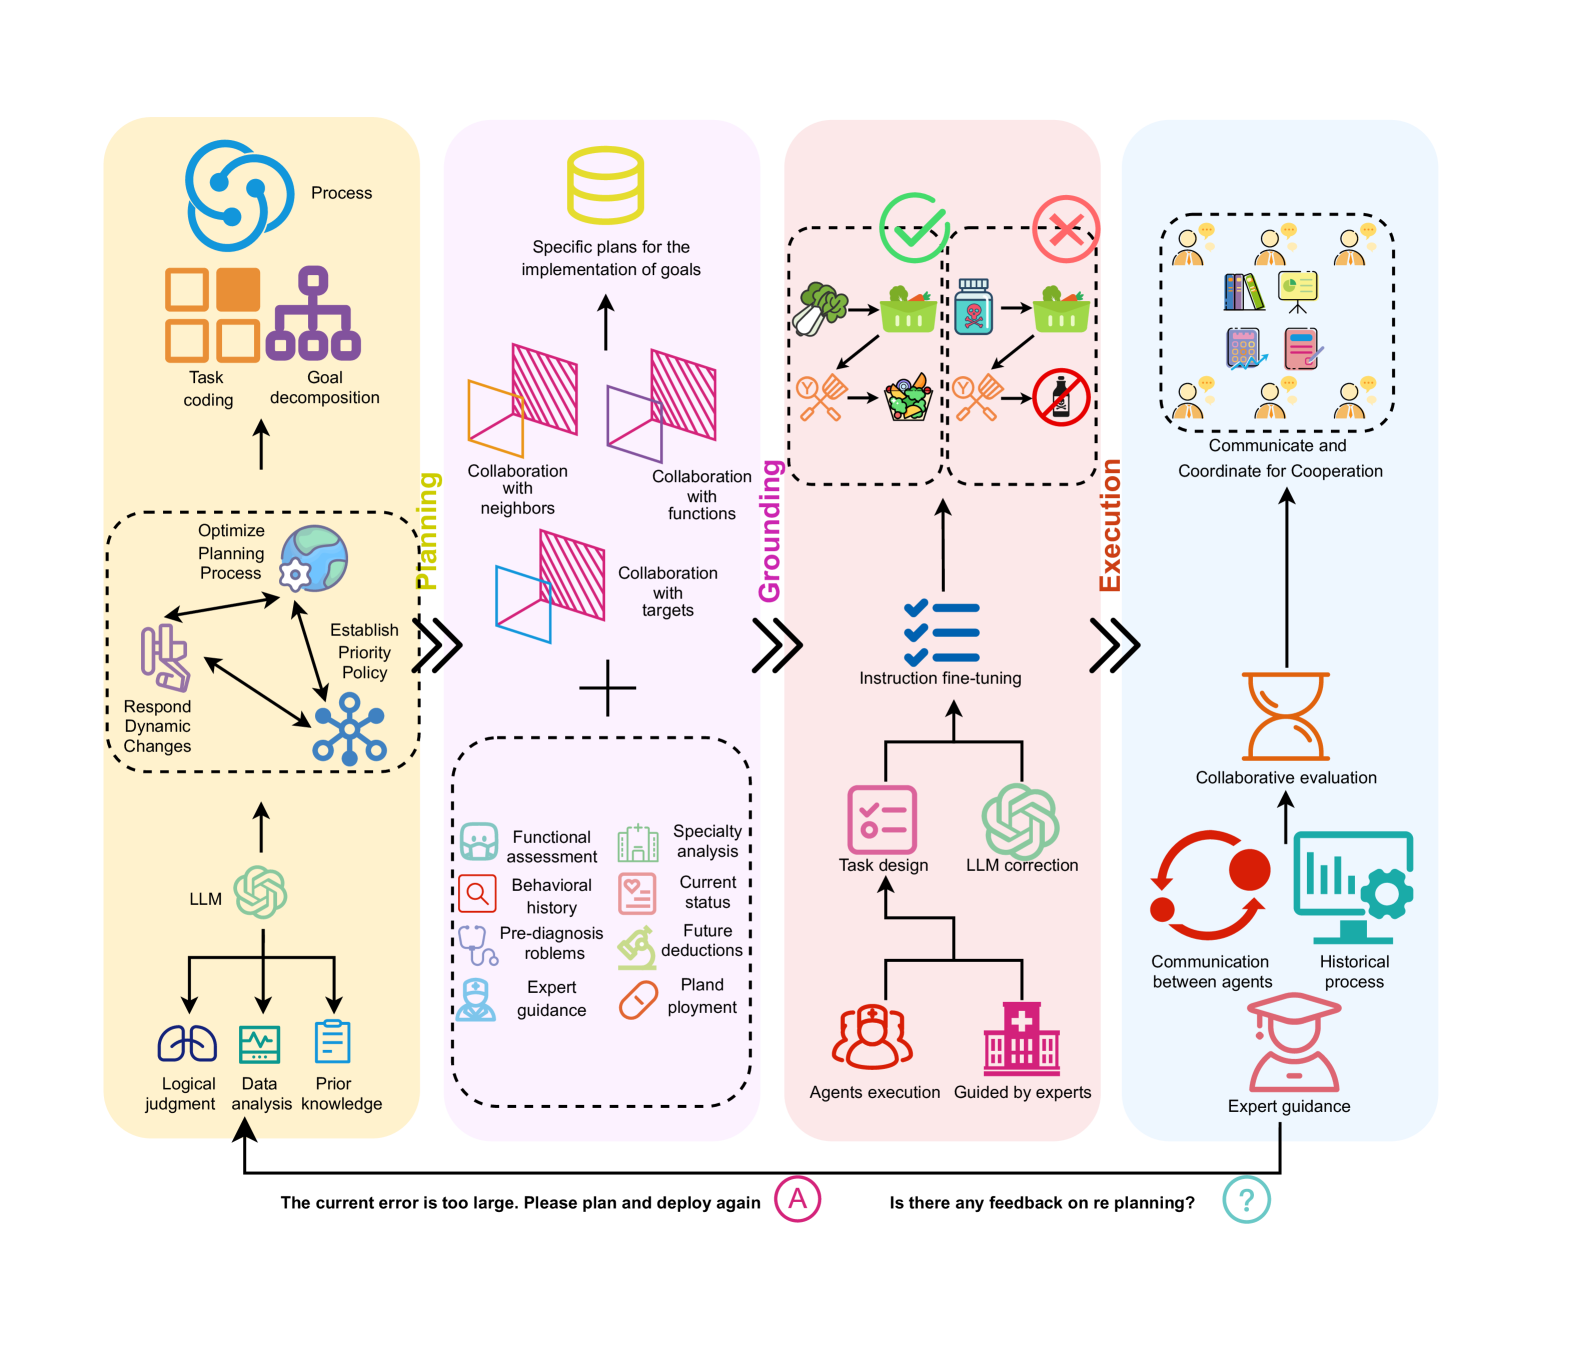 Process
Task
coding
Goal
decomposition
Optimize
Planning
Process
Establish
Priority
Policy
Respond
Dynamic
Changes
LLM
Logical
judgment
Data
analysis
Prior
knowledge
Planning
Specific plans for the
implementation of goals
Collaboration
with
neighbors
Collaboration
with
functions
Collaboration
with
targets
Functional
assessment
Specialty
analysis
Behavioral
history
Current
status
Pre-diagnosis
roblems
Future
deductions
Expert
guidance
Pland
ployment
Grounding
Instruction fine-tuning
Task design
LLM correction
Agents execution
Guided by experts
Execution
Communicate and
Coordinate for Cooperation
Collaborative evaluation
Communication
between agents
Historical
process
Expert guidance
The current error is too large. Please plan and deploy again
A
Is there any feedback on re planning?
?